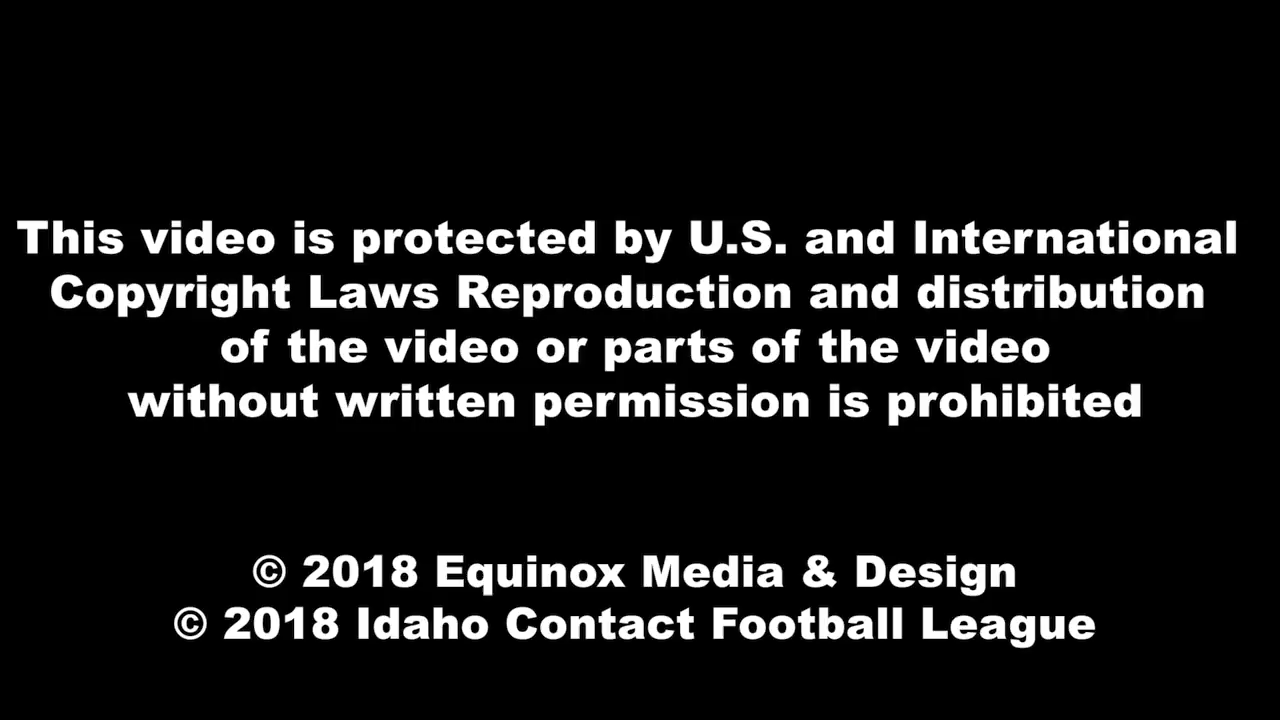 This video is protected by U.S. and International
Copyright Laws Reproduction and distribution
of the video or parts of the video
without written permission is prohibited
© 2018 Equinox Media & Design
© 2018 Idaho Contact Football League